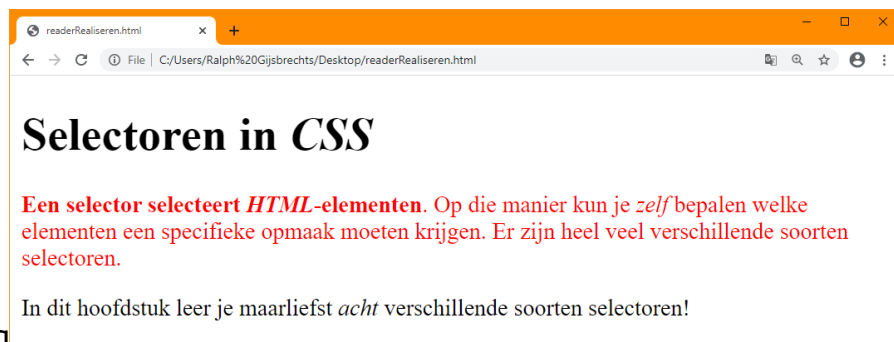 readerRealiseren.html
File | C:/Users/Ralph%20Gijsbrechts/Desktop/readerRealiseren.html
Selectoren in CSS
Een selector selecteert HTML-elementen. Op die manier kun je zelf bepalen welke
elementen een specifieke opmaak moeten krijgen. Er zijn heel veel verschillende soorten
selectoren.
In dit hoofdstuk leer je maarliefst acht verschillende soorten selectoren!